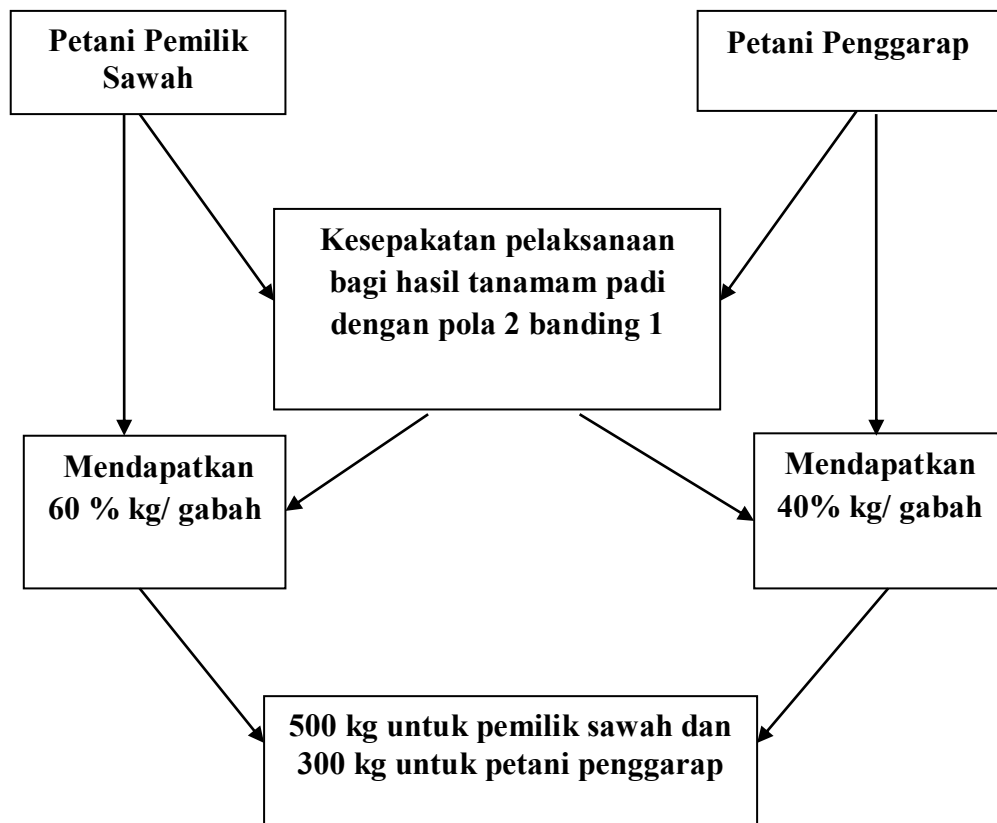 Petani Pemilik
Sawah
Petani Penggarap
Kesepakatan pelaksanaan
bagi hasil tanamam padi
dengan pola 2 banding 1
Mendapatkan
60 % kg/ gabah
Mendapatkan
40% kg/ gabah
500 kg untuk pemilik sawah dan
300 kg untuk petani penggarap